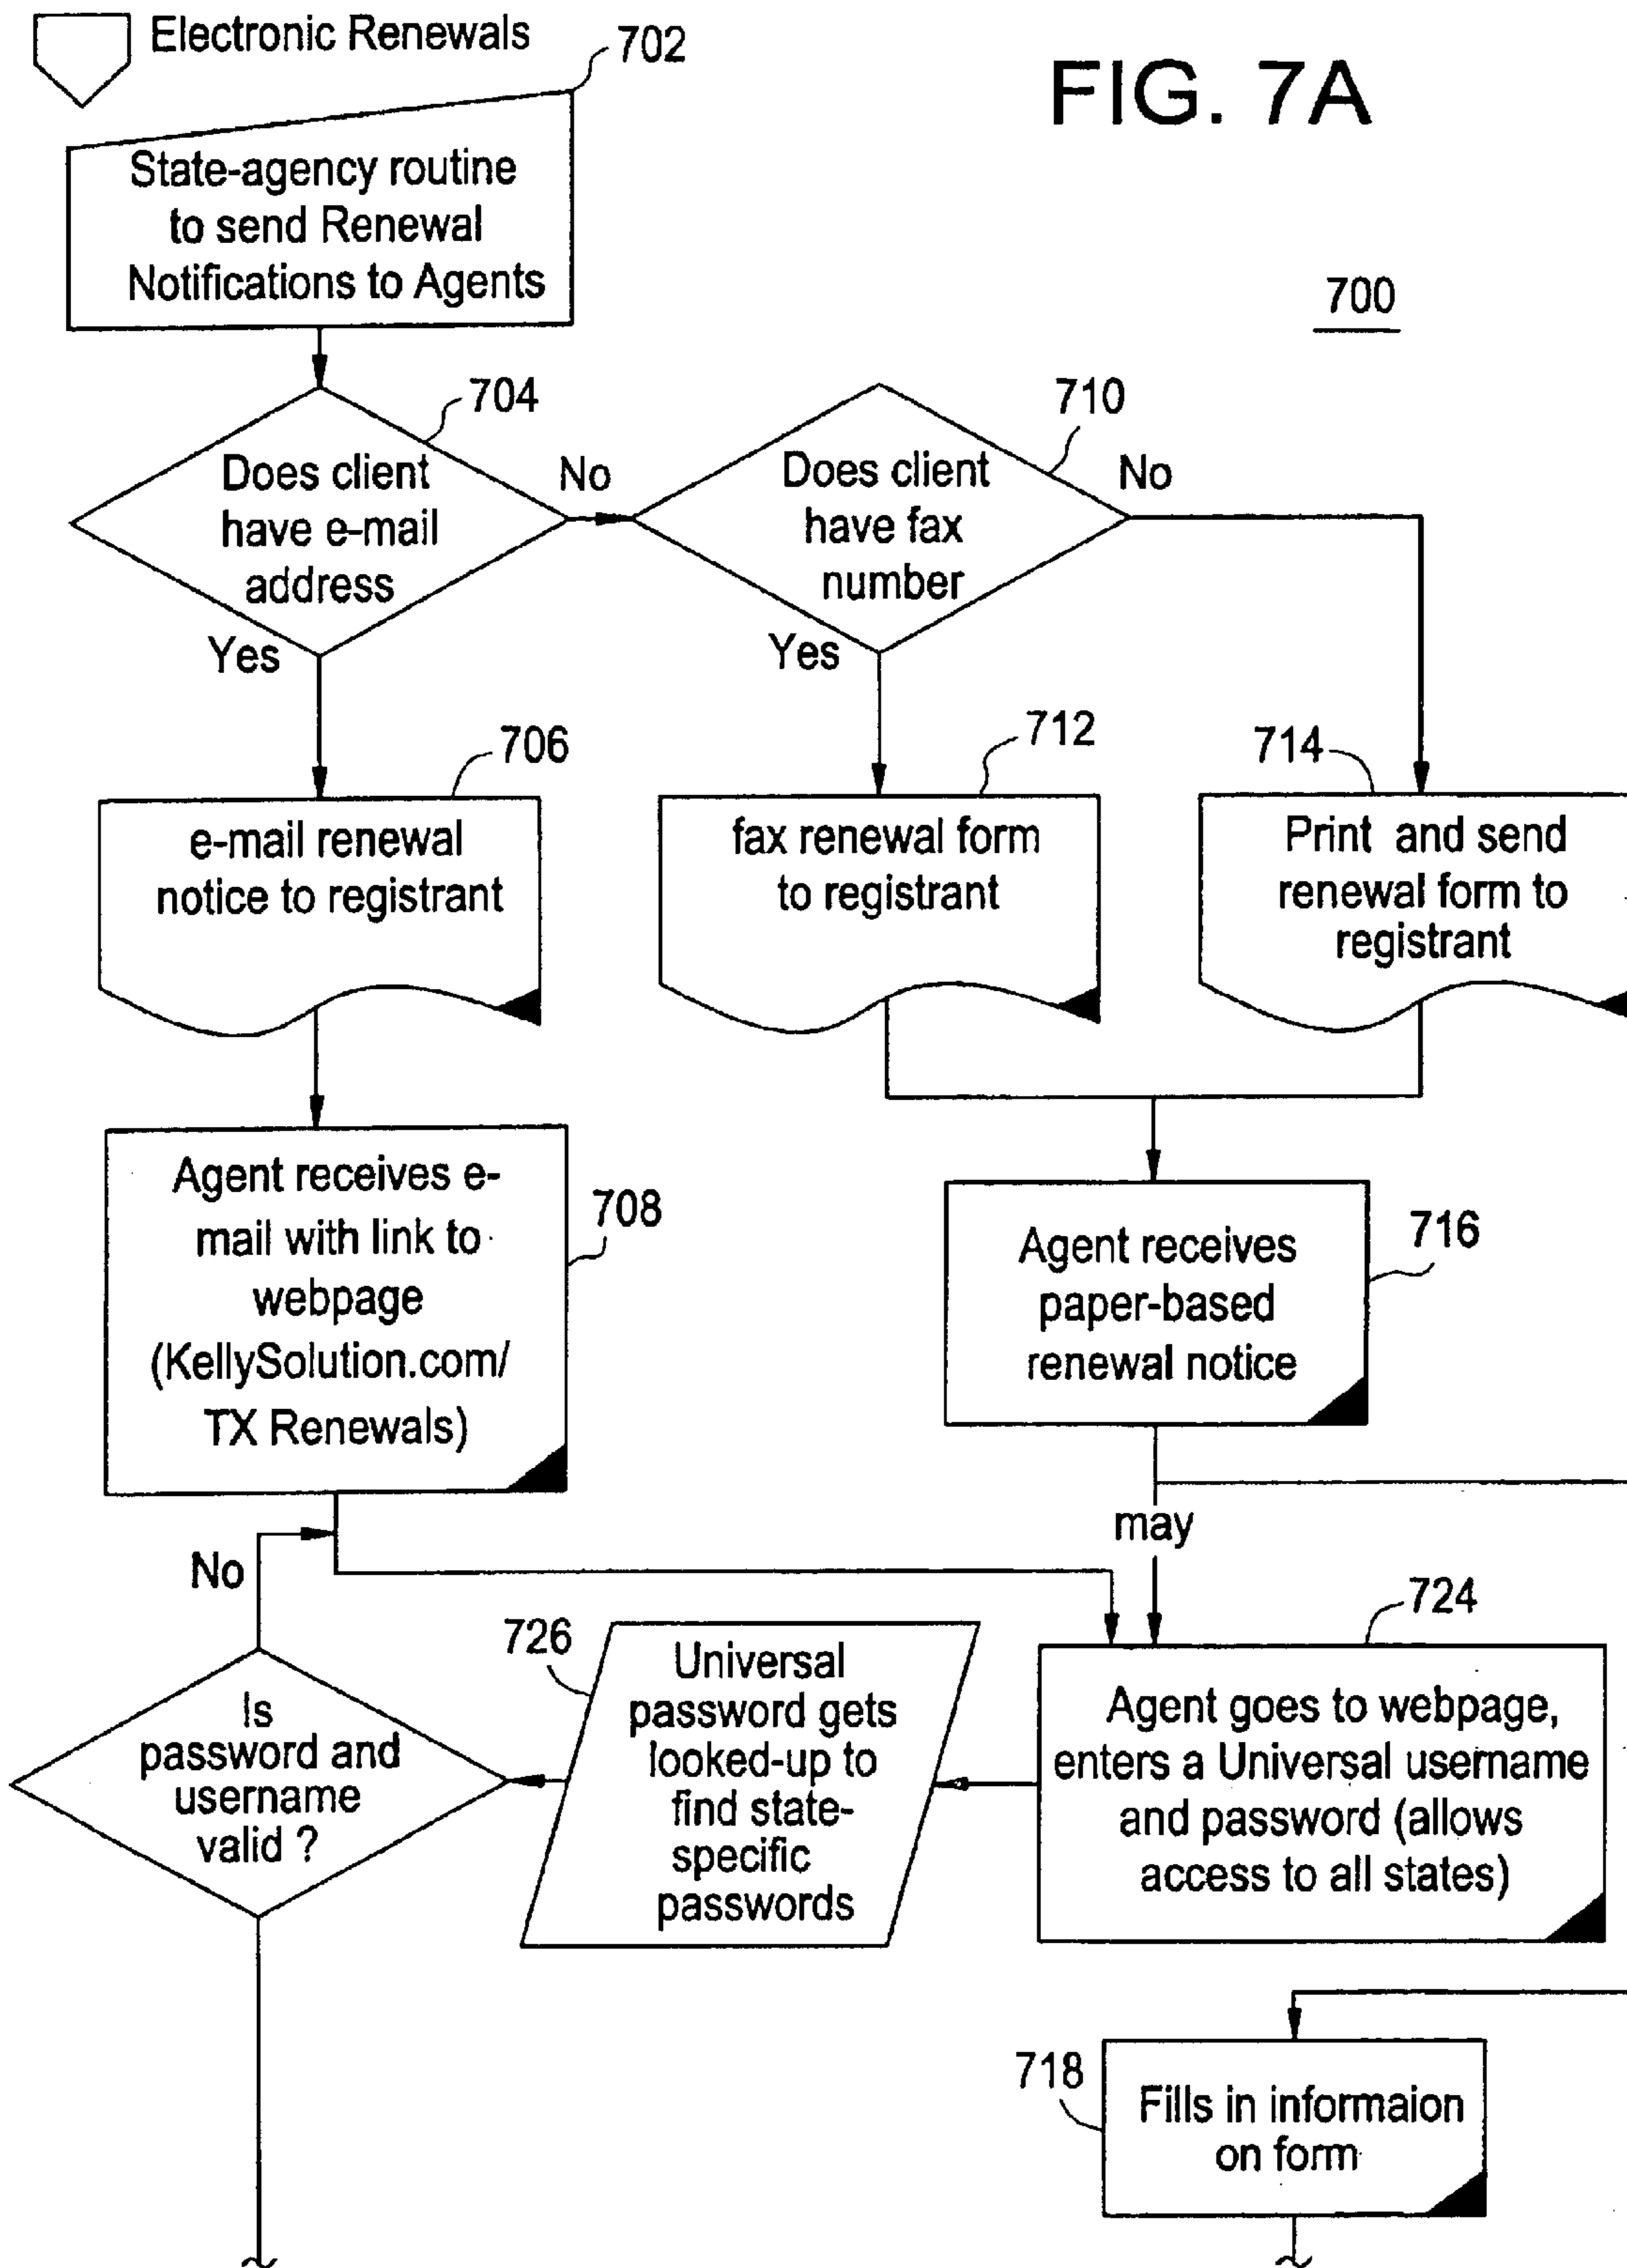 Electronic Renewals
702
FIG. 7A
State-agency routine
to send Renewal
Notifications to Agents
700
704
710
Does client
have e-mail
address
No
Does client
have fax
number
No
Yes
Yes
706
712
714
e-mail renewal
notice to registrant
fax renewal form
to registrant
Print and send
renewal form to
registrant
Agent receives e-
mail with link to
webpage
(KellySolution.com/
TX Renewals)
708
Agent receives
paper-based
renewal notice
716
may
No
724
726
Universal
password gets
looked-up to
find state-
specific
passwords
Agent goes to webpage,
enters a Universal username
and password (allows
access to all states)
Is
password and
username
valid ?
718
Fills in informaion
on form